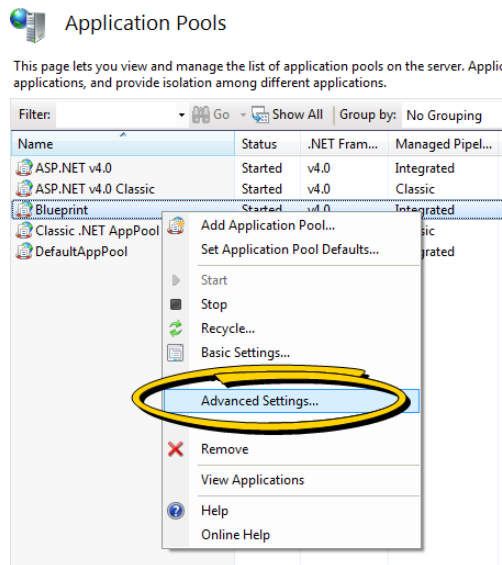 Application Pools
This page lets you view and manage the list of application pools on the server. Applic
applications, and provide isolation among different applications.
Filter: Go Show All Group by: No Grouping
Name Status .NET Fram... Managed Pipel...
ASP.NET v4.0 Started v4.0 Integrated
ASP.NET v4.0 Classic Started v4.0 Classic
Blueprint Started v4.0 Integrated
Classic .NET AppPool sic
DefaultAppPool grated
Add Application Pool...
Set Application Pool Defaults...
Start
Stop
Recycle...
Basic Settings...
Advanced Settings...
Remove
View Applications
Help
Online Help